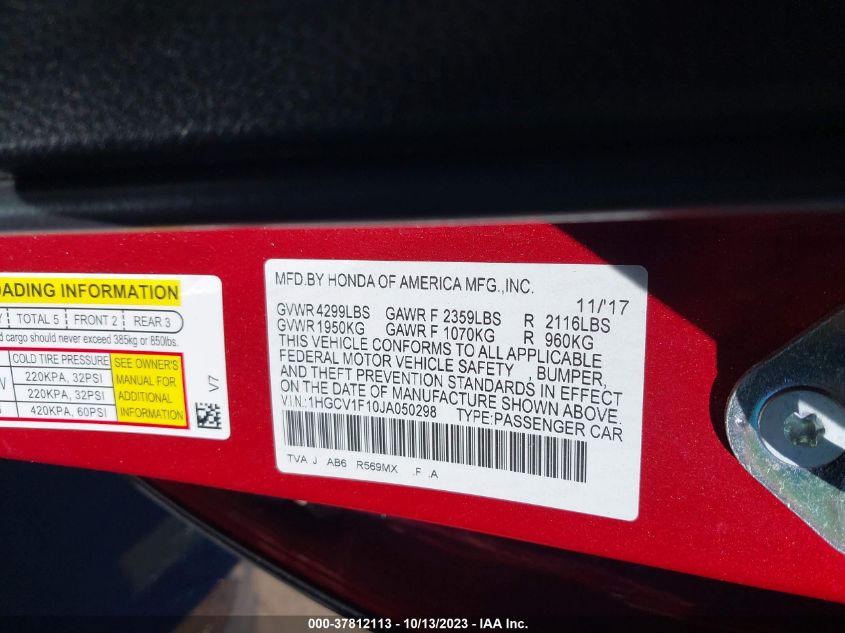 OADING INFORMATION
TOTAL 5 FRONT 2 REAR 3
d cargo should never exceed 385kg or 850lbs.
COLD TIRE PRESSURE SEE OWNER'S
220KPA, 32PSI MANUAL FOR
220KPA, 32PSI ADDITIONAL
420KPA, 60PSI INFORMATION
V7
MFD.BY HONDA OF AMERICA MFG.,INC.
11/'17
GVWR 4299LBS GAWR F 2359LBS R 2116LBS
GVWR 1950KG GAWR F 1070KG R 960KG
THIS VEHICLE CONFORMS TO ALL APPLICABLE
FEDERAL MOTOR VEHICLE SAFETY , BUMPER,
AND THEFT PREVENTION STANDARDS IN EFFECT
ON THE DATE OF MANUFACTURE SHOWN ABOVE.
V.I.N.:1HGCV1F10JA050298 TYPE:PASSENGER CAR
TVA J AB6 R569MX .F .A
000-37812113 - 10/13/2023 - IAA Inc.